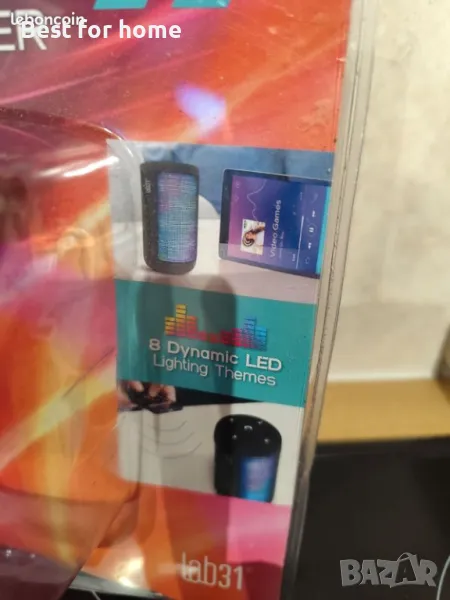 leboncoin
Best for home
ER
Video Games
8 Dynamic LED
Lighting Themes
lab31
BAZAR